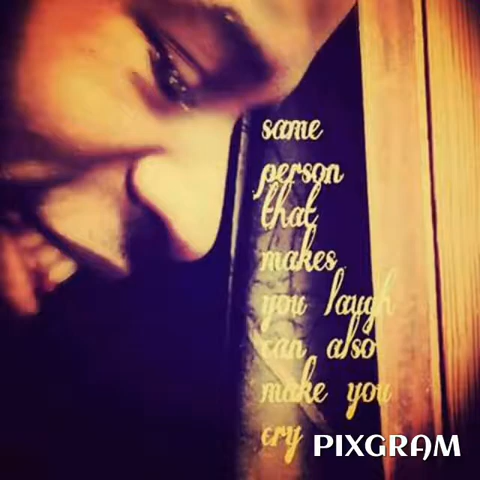 same
person
that
makes
you laugh
can also
make you
cry
PIXGRAM